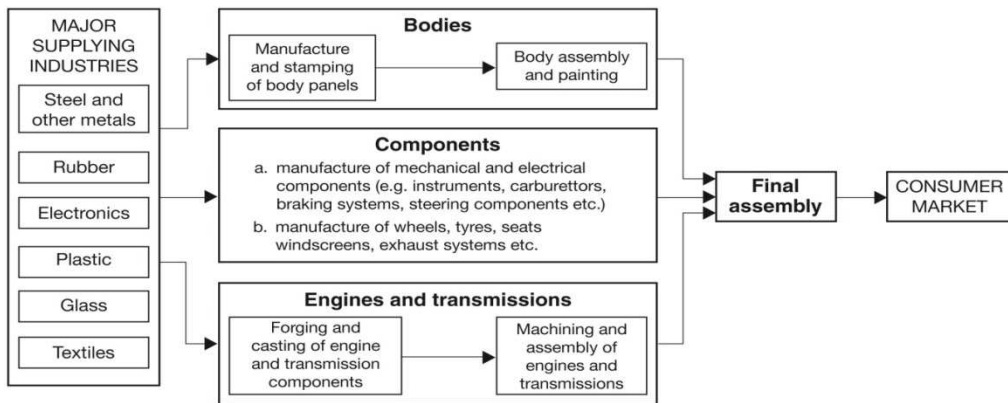 MAJOR
SUPPLYING
INDUSTRIES
Steel and
other metals
Rubber
Electronics
Plastic
Glass
Textiles
Bodies
Manufacture
and stamping
of body panels
Body assembly
and painting
Components
a. manufacture of mechanical and electrical
components (e.g. instruments, carburettors,
braking systems, steering components etc.)
b. manufacture of wheels, tyres, seats
windscreens, exhaust systems etc.
Engines and transmissions
Forging and
casting of engine
and transmission
components
Machining and
assembly of
engines and
transmissions
Final
assembly
CONSUMER
MARKET